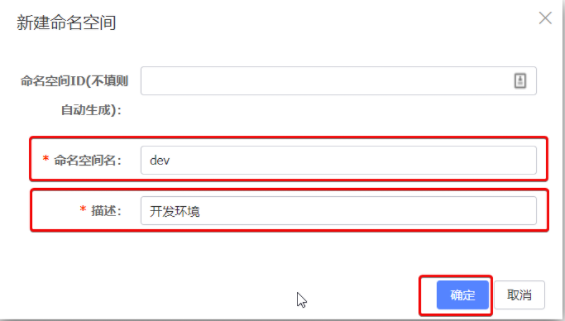 新建命名空间
命名空间ID(不填则
自动生成):
* 命名空间名: dev
* 描述: 开发环境
确定 取消